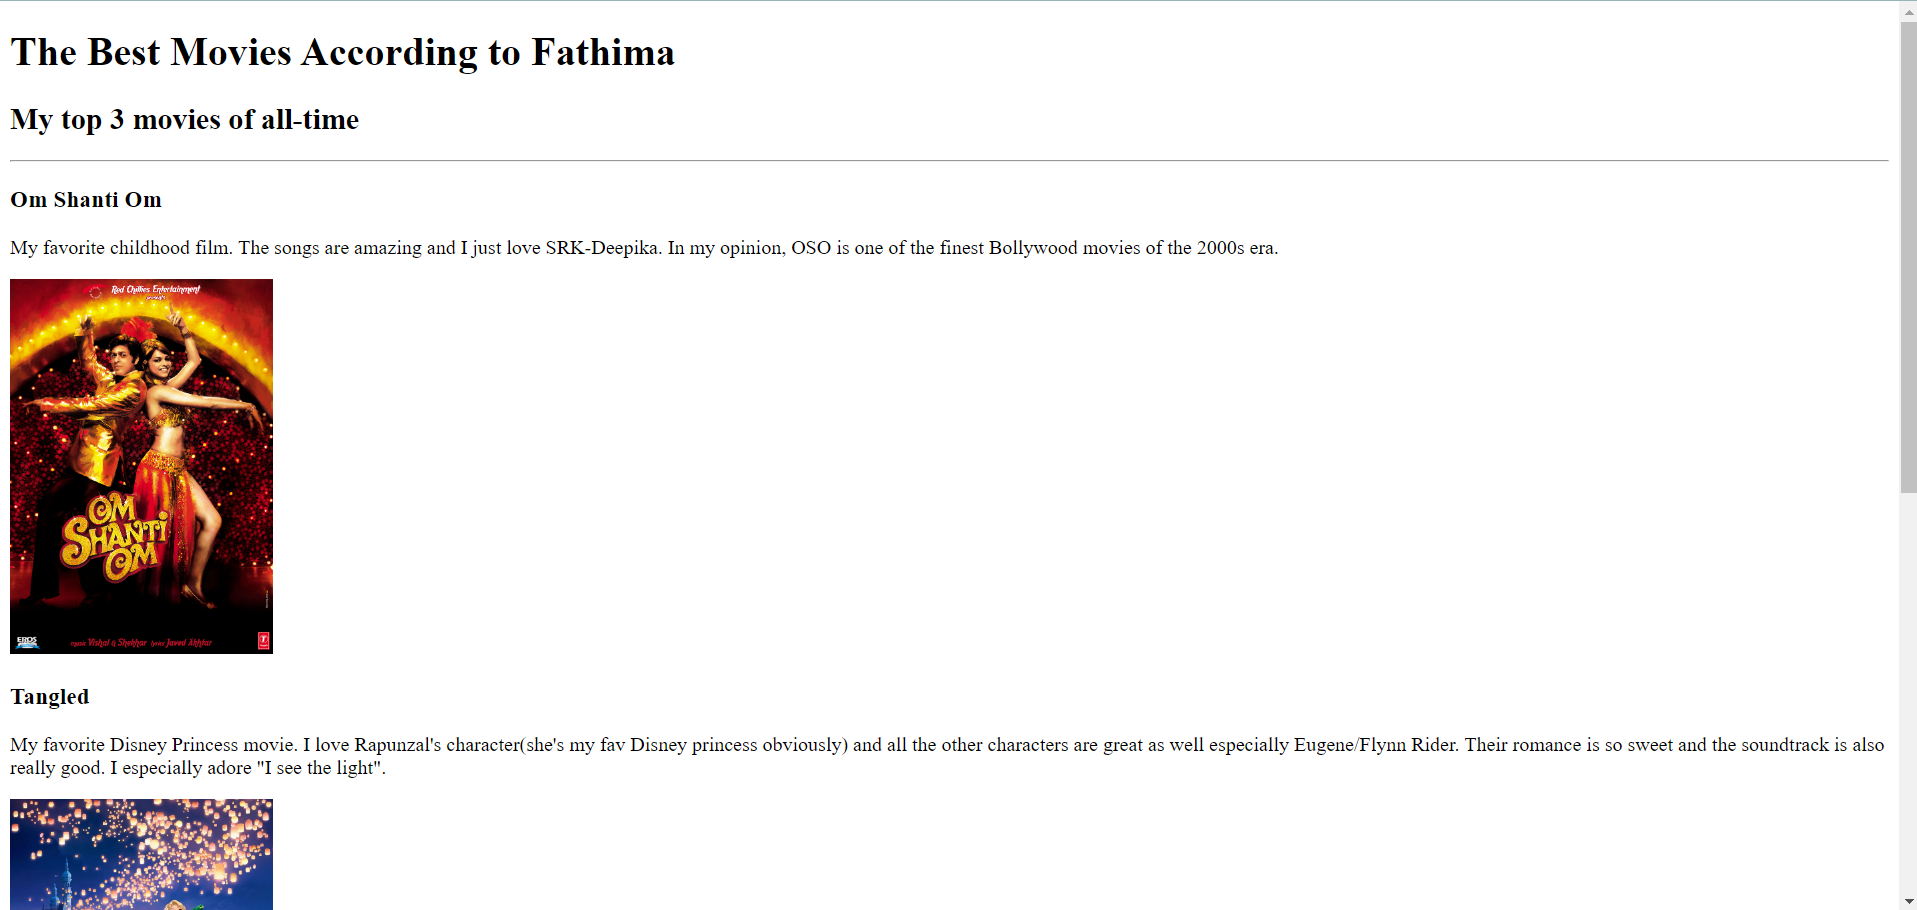 The Best Movies According to Fathima
My top 3 movies of all-time
Om Shanti Om
My favorite childhood film. The songs are amazing and I just love SRK-Deepika. In my opinion, OSO is one of the finest Bollywood movies of the 2000s era.
Red Chillies Entertainment
presents
OM
SHANTI
OM
EROS
music Vishal & Shekhar lyrics Javed Akhtar
T
Tangled
My favorite Disney Princess movie. I love Rapunzal's character(she's my fav Disney princess obviously) and all the other characters are great as well especially Eugene/Flynn Rider. Their romance is so sweet and the soundtrack is also
really good. I especially adore "I see the light".